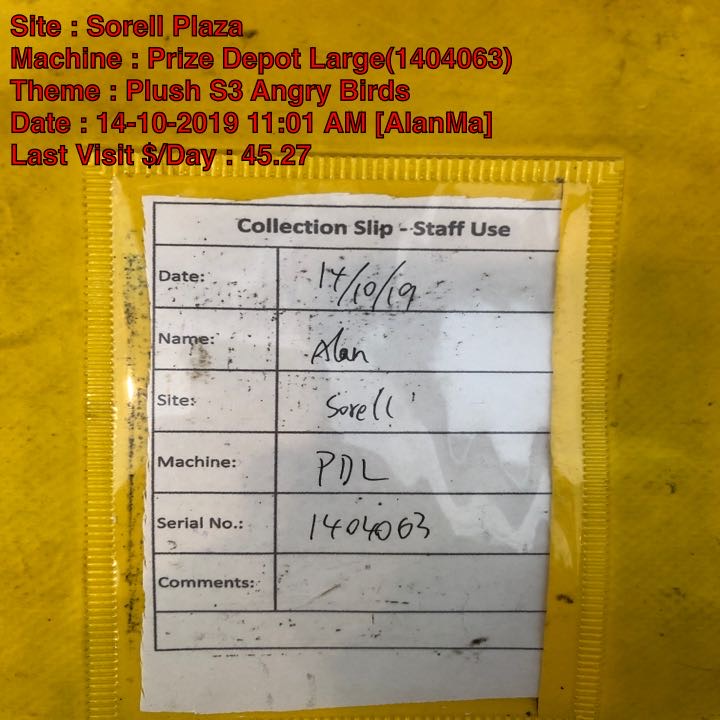 Site : Sorell Plaza
Machine : Prize Depot Large(1404063)
Theme : Plush S3 Angry Birds
Date : 14-10-2019 11:01 AM [AlanMa]
Last Visit $/Day : 45.27
Collection Slip - Staff Use
Date: 14/10/19
Name: Alan
Site: Sorell
Machine: PDL
Serial No.: 1404063
Comments: